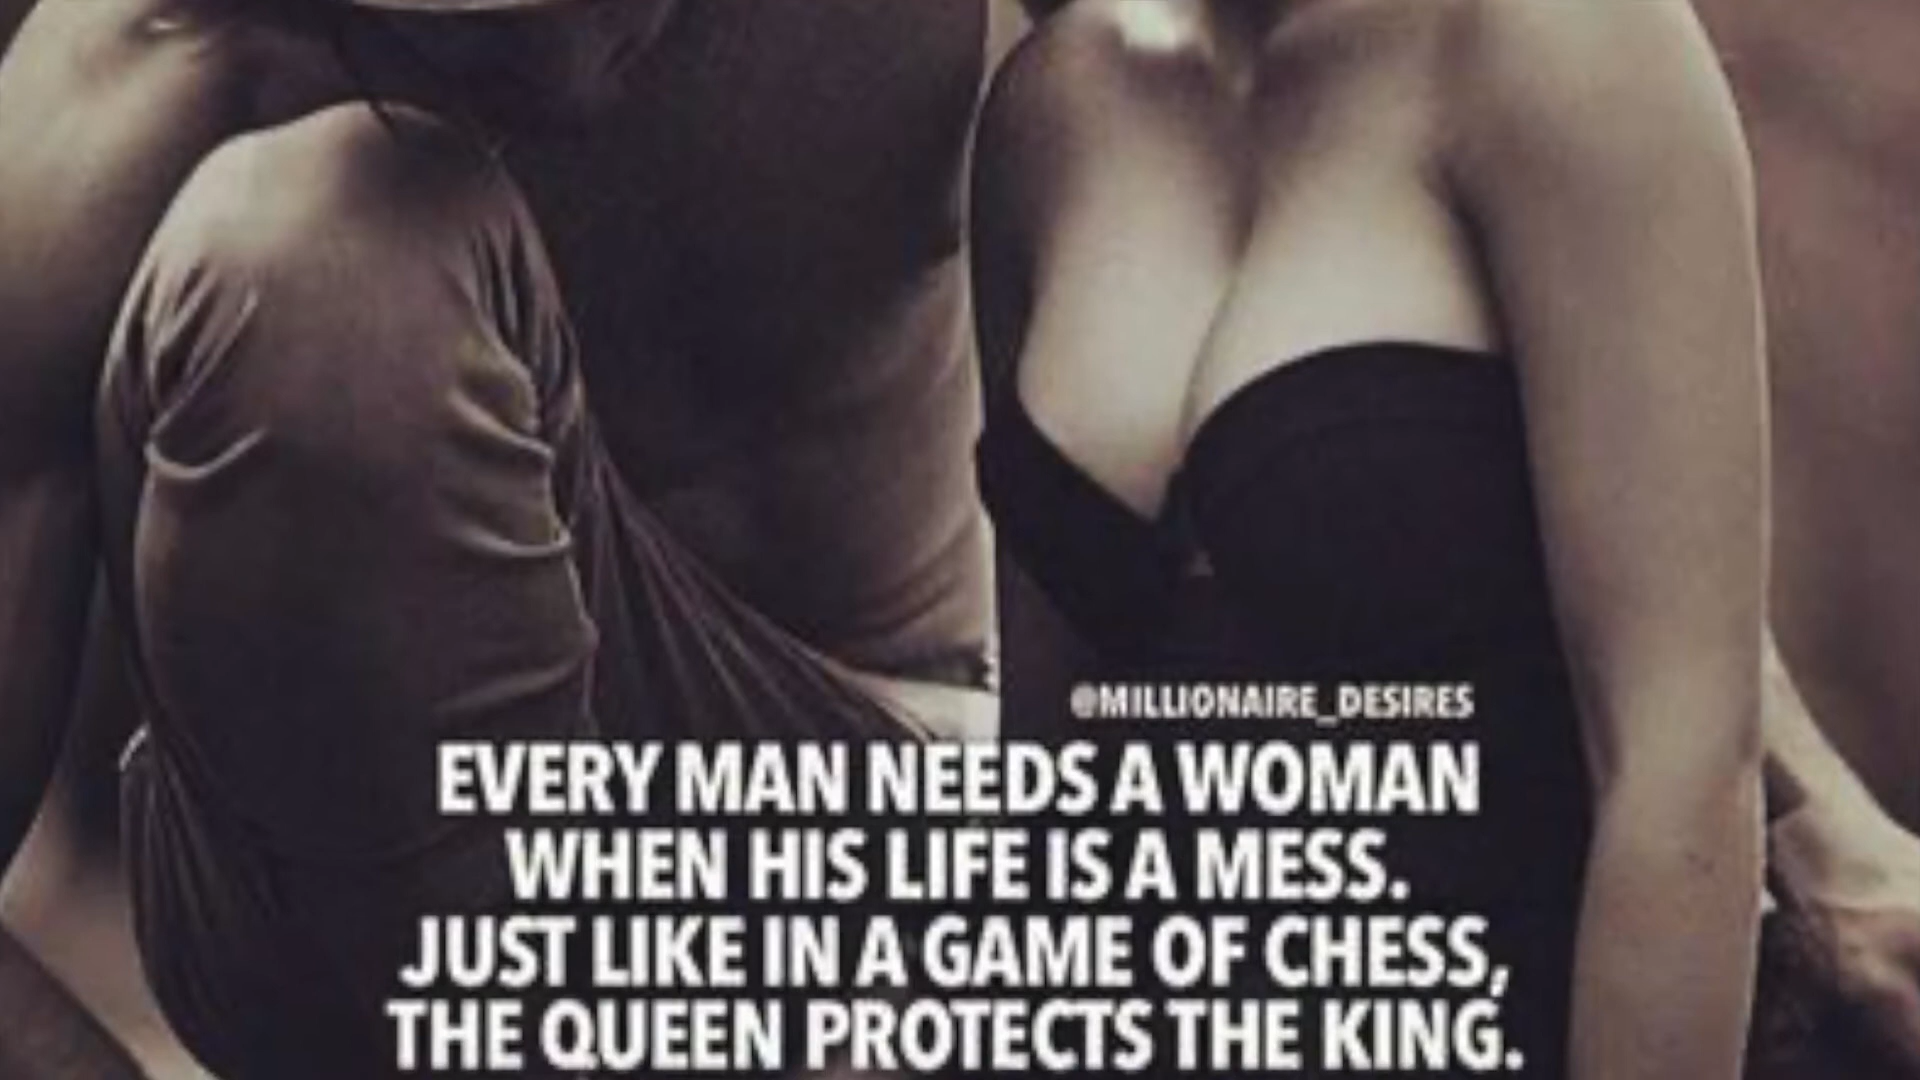 @MILLIONAIRE_DESIRES
EVERY MAN NEEDS A WOMAN
WHEN HIS LIFE IS A MESS.
JUST LIKE IN A GAME OF CHESS,
THE QUEEN PROTECTS THE KING.